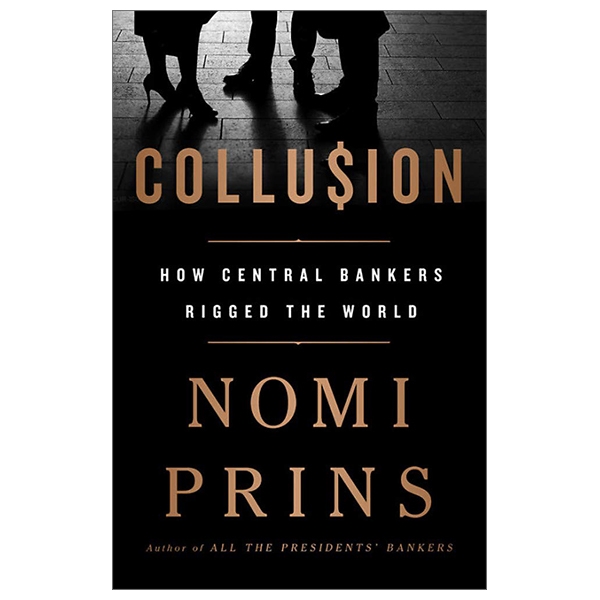 COLLU$ION
HOW CENTRAL BANKERS
RIGGED THE WORLD
NOMI
PRINS
Author of ALL THE PRESIDENTS' BANKERS